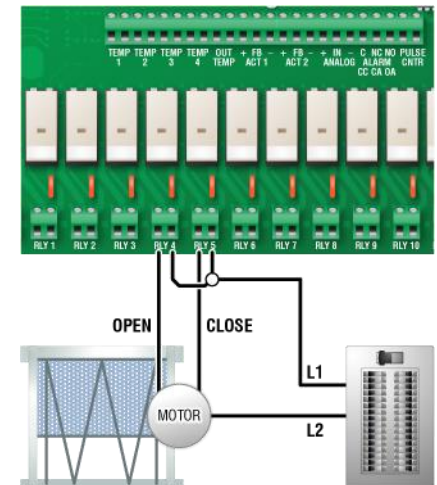 TEMP TEMP TEMP TEMP OUT + FB - + FB - + IN - C NC NO PULSE
1 2 3 4 TEMP ACT 1 ACT 2 ANALOG ALARM CNTR
CC CA OA
RLY 1 RLY 2 RLY 3 RLY 4 RLY 5 RLY 6 RLY 7 RLY 8 RLY 9 RLY 10
OPEN CLOSE
L1
MOTOR
L2